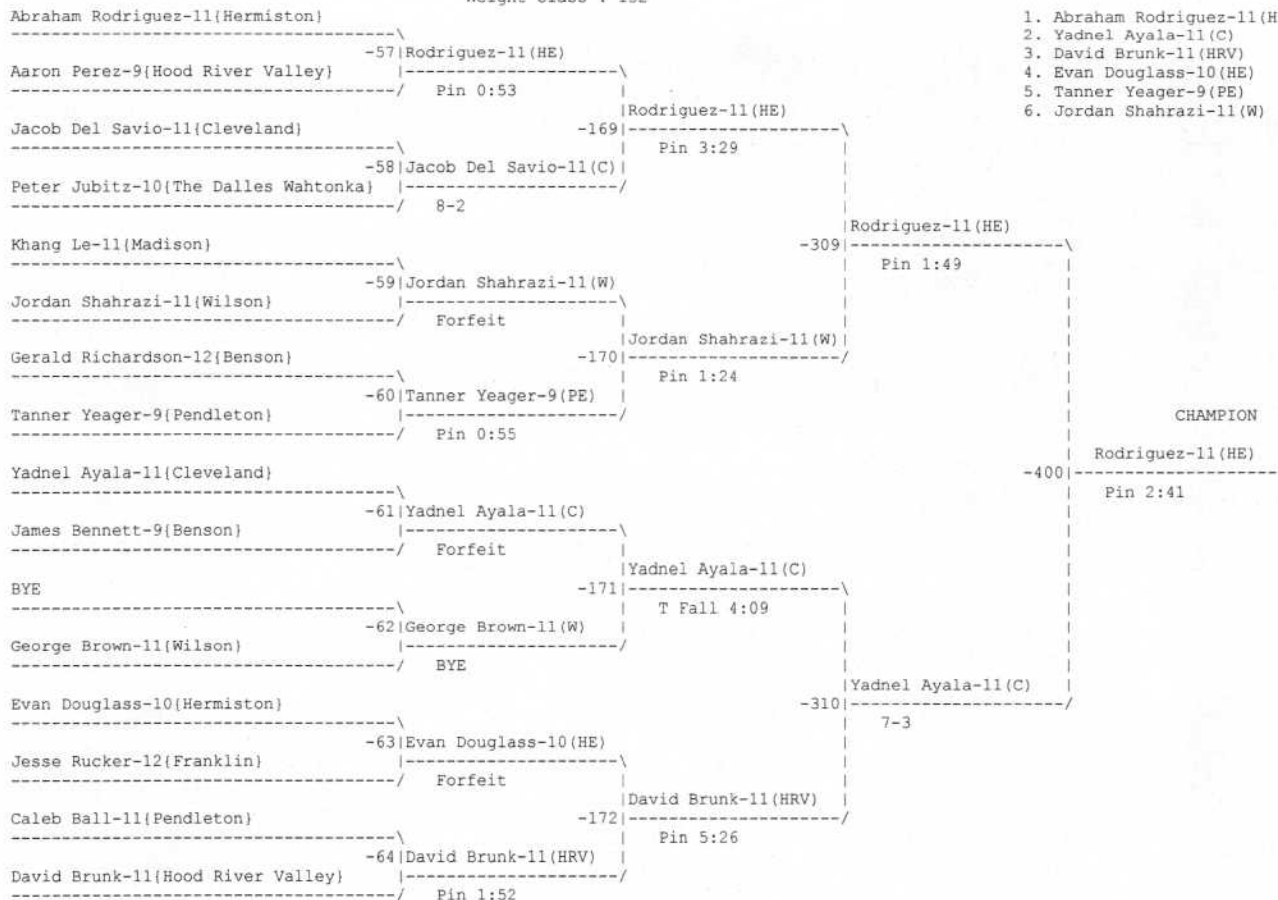 Weight Class : 152
Abraham Rodriguez-11{Hermiston}
1. Abraham Rodriguez-11(H
2. Yadnel Ayala-11(C)
-57 Rodriguez-11(HE)
3. David Brunk-11(HRV)
Aaron Perez-9{Hood River Valley}
4. Evan Douglass-10(HE)
Pin 0:53
5. Tanner Yeager-9(PE)
Rodriguez-11(HE)
6. Jordan Shahrazi-11(W)
Jacob Del Savio-11{Cleveland}
-169
Pin 3:29
-58 Jacob Del Savio-11(C)
Peter Jubitz-10{The Dalles Wahtonka}
8-2
Rodriguez-11(HE)
Khang Le-11{Madison}
-309
Pin 1:49
-59 Jordan Shahrazi-11(W)
Jordan Shahrazi-11{Wilson}
Forfeit
Jordan Shahrazi-11(W)
Gerald Richardson-12{Benson}
-170
Pin 1:24
-60 Tanner Yeager-9(PE)
Tanner Yeager-9{Pendleton}
CHAMPION
Pin 0:55
Rodriguez-11(HE)
Yadnel Ayala-11{Cleveland}
-400
Pin 2:41
-61 Yadnel Ayala-11(C)
James Bennett-9{Benson}
Forfeit
Yadnel Ayala-11(C)
BYE
-171
T Fall 4:09
-62 George Brown-11(W)
George Brown-11{Wilson}
BYE
Yadnel Ayala-11(C)
Evan Douglass-10{Hermiston}
-310
7-3
-63 Evan Douglass-10(HE)
Jesse Rucker-12{Franklin}
Forfeit
David Brunk-11(HRV)
Caleb Ball-11{Pendleton}
-172
Pin 5:26
-64 David Brunk-11(HRV)
David Brunk-11{Hood River Valley}
Pin 1:52